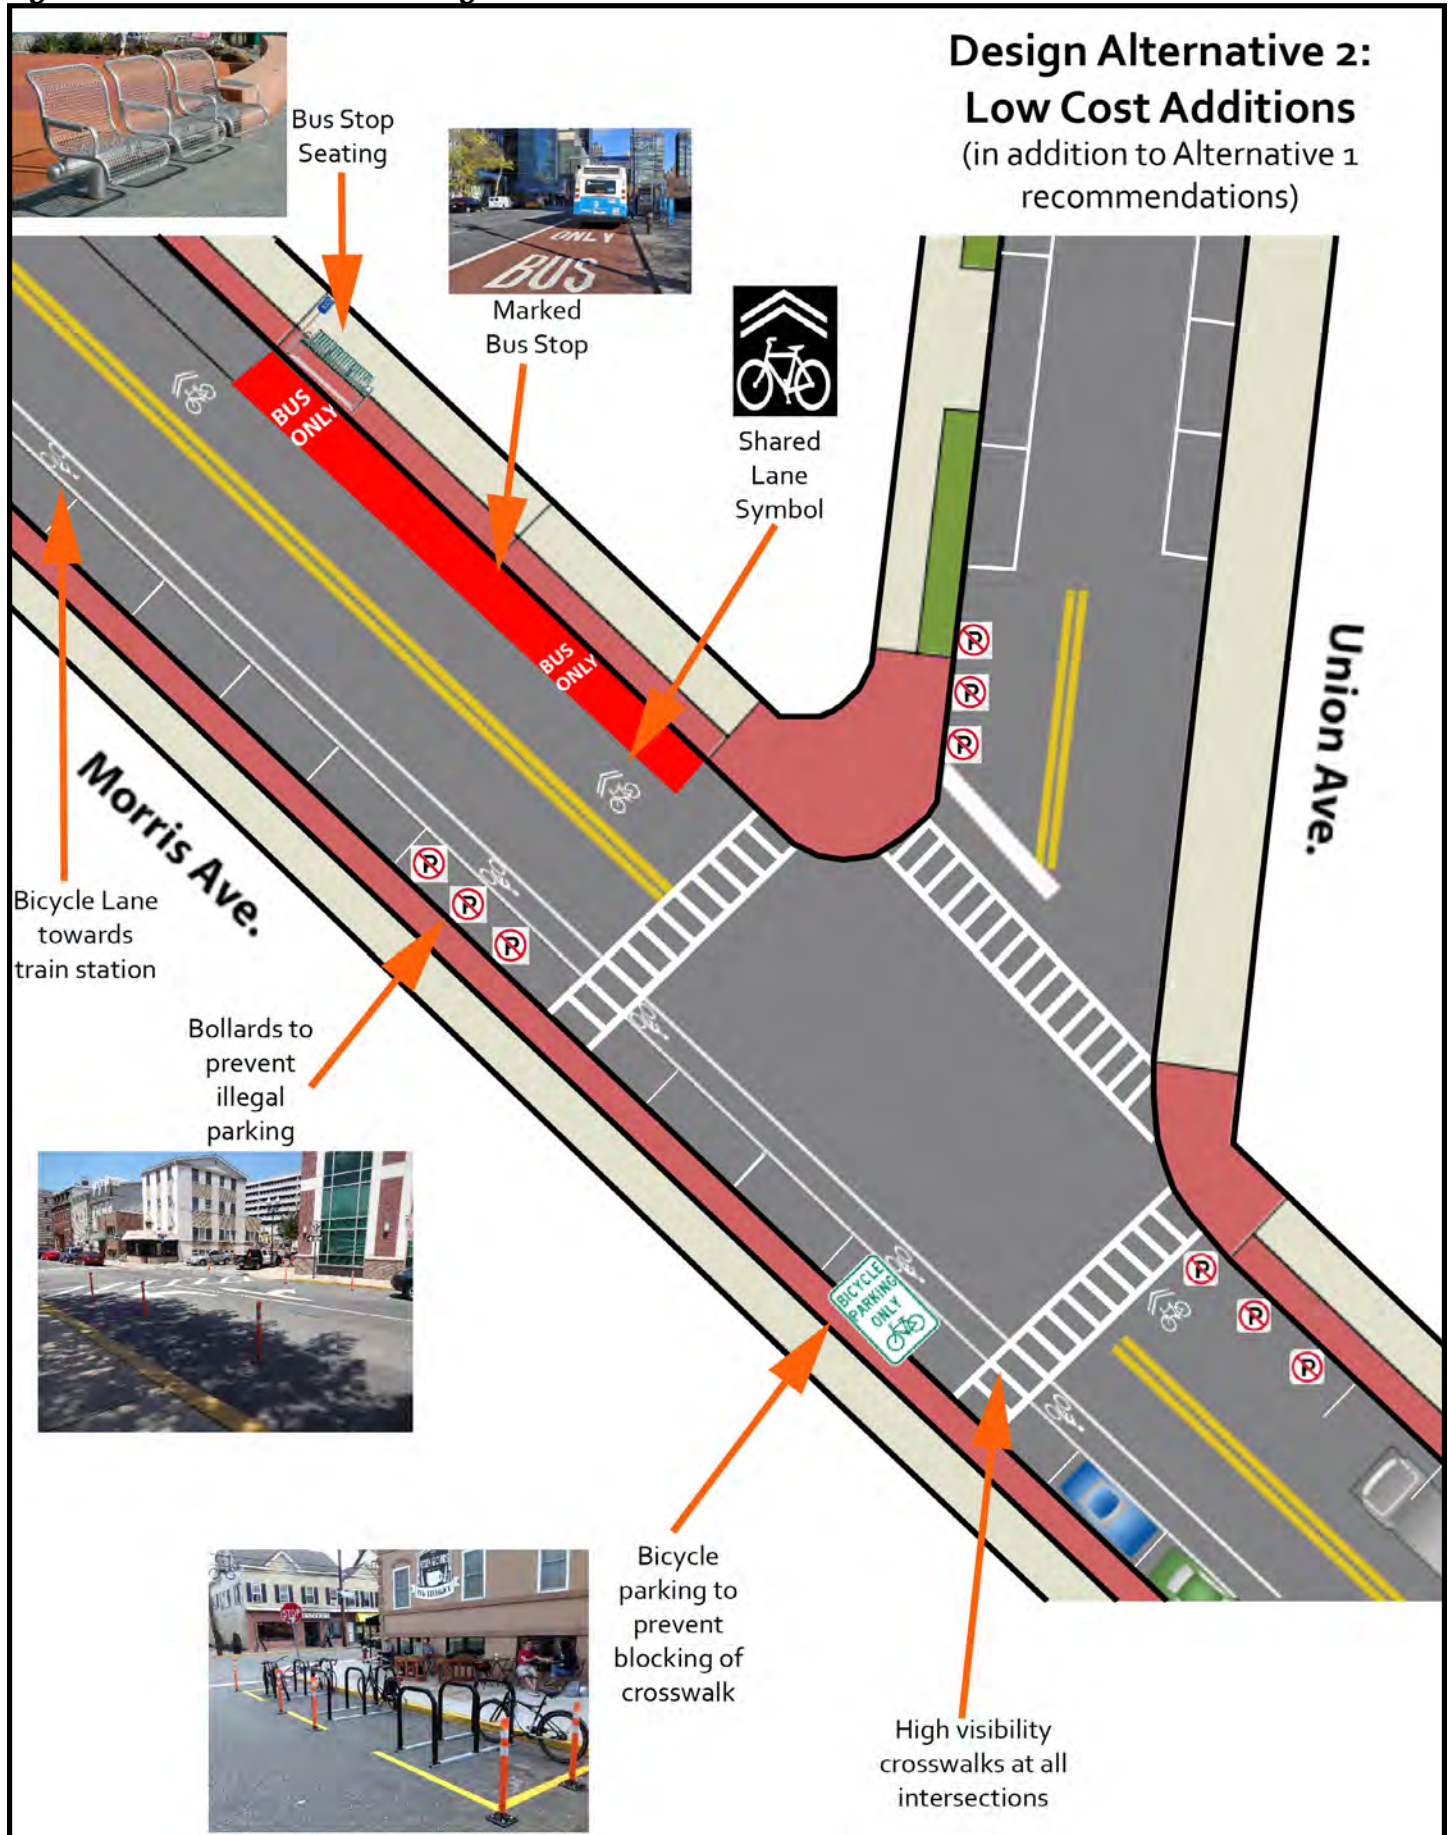 Design Alternative 2:
Low Cost Additions
(in addition to Alternative 1
recommendations)
Bus Stop
Seating
ONLY
BUS
Marked
Bus Stop
Shared
Lane
Symbol
BUS
ONLY
BUS
ONLY
P
P
P
Union Ave.
Morris Ave.
P
P
P
Bicycle Lane
towards
train station
Bollards to
prevent
illegal
parking
BICYCLE
PARKING
ONLY
P
P
P
Bicycle
parking to
prevent
blocking of
crosswalk
STOP
High visibility
crosswalks at all
intersections